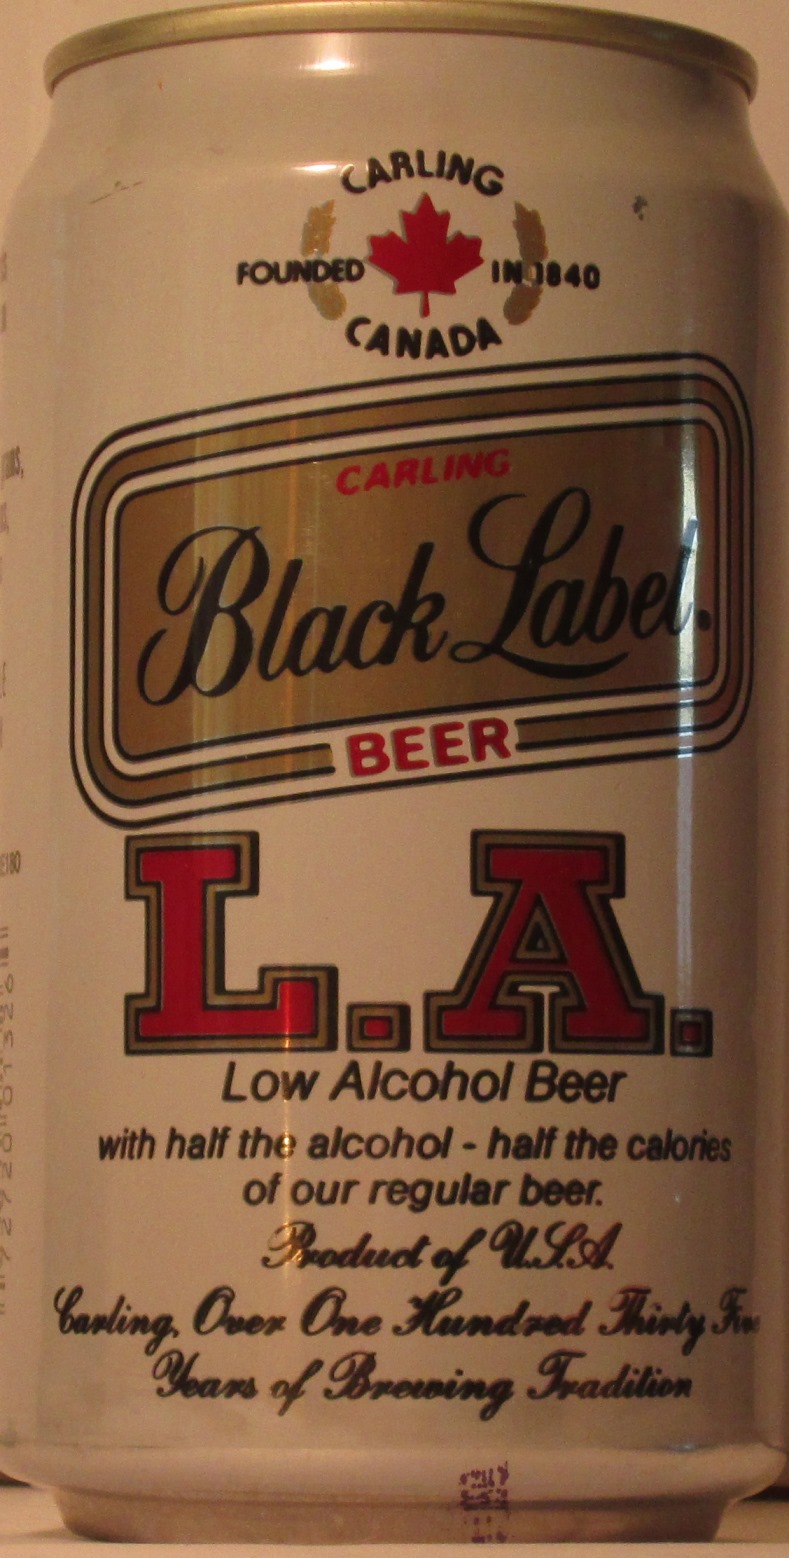 CARLING
FOUNDED IN 1840
CANADA
CARLING
Black Label.
BEER
L.A.
Low Alcohol Beer
with half the alcohol - half the calories
of our regular beer.
Product of U.S.A.
Carling, Over One Hundred Thirty Five
Years of Brewing Tradition